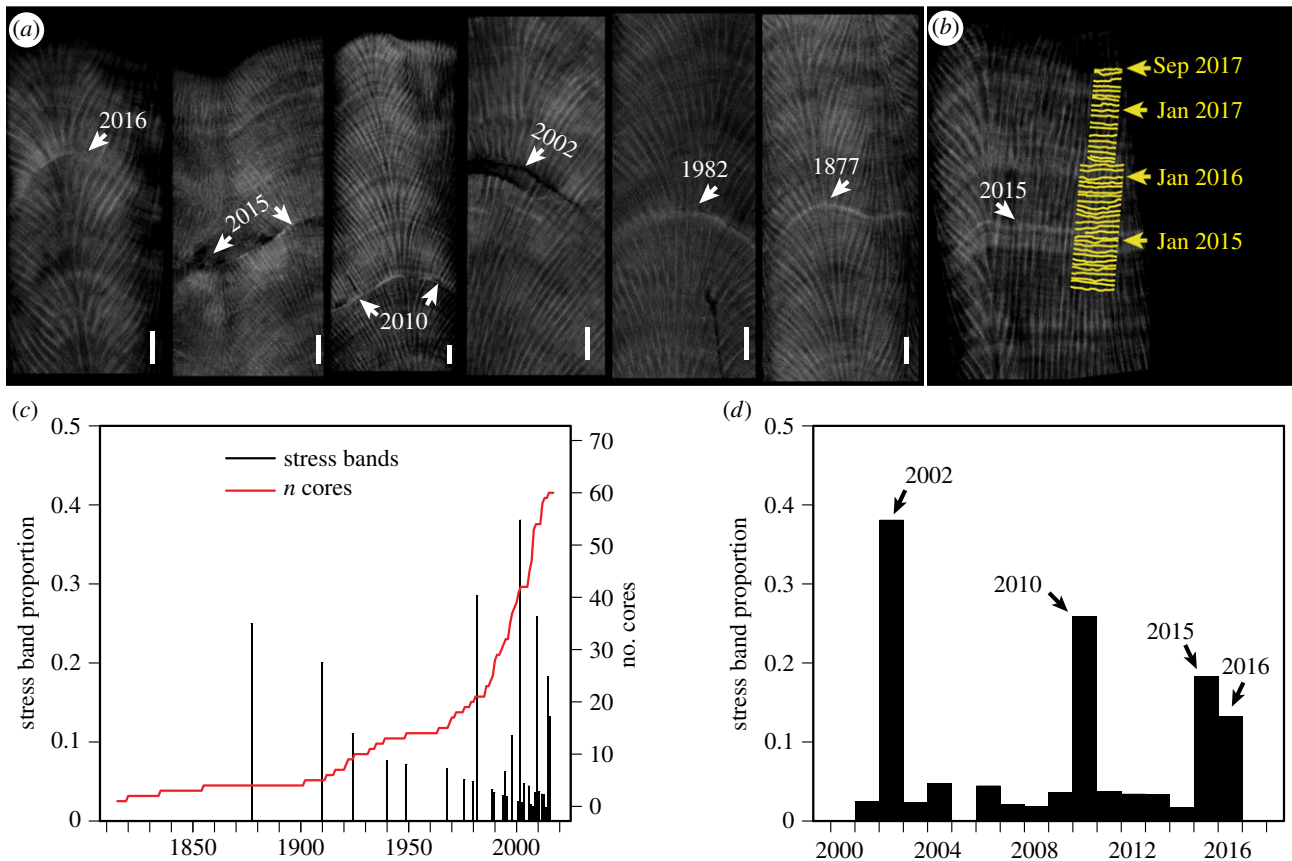 (a)
2016
2015
2010
2002
1982
1877
(b)
2015
Sep 2017
Jan 2017
Jan 2016
Jan 2015
(c)
stress band proportion
0.5
0.4
0.3
0.2
0.1
0
stress bands
n cores
70
60
50
40
30
20
10
0
no. cores
1850 1900 1950 2000
(d)
stress band proportion
0.5
0.4
0.3
0.2
0.1
0
2002
2010
2015
2016
2000 2004 2008 2012 2016